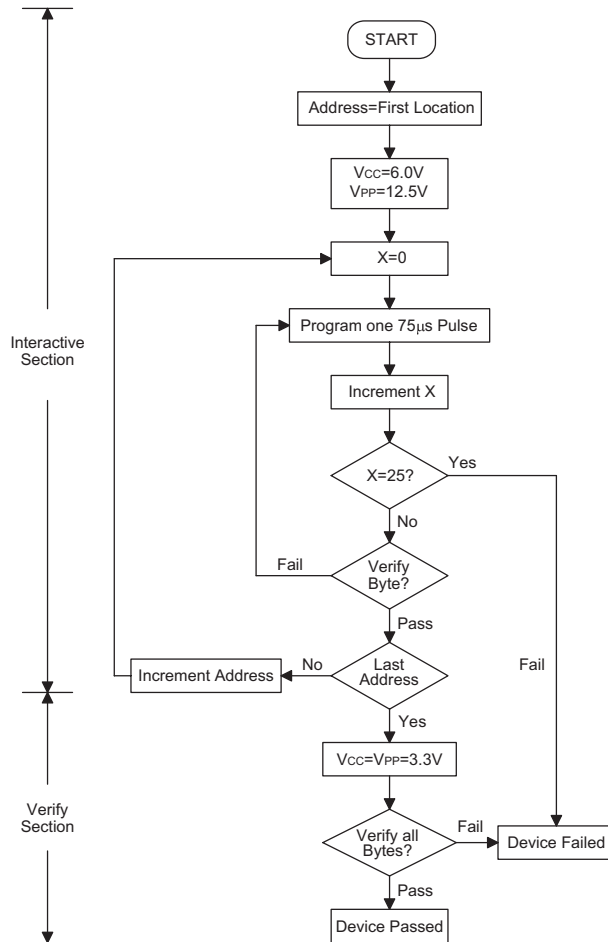 START
Address=First Location
VCC=6.0V
VPP=12.5V
X=0
Program one 75μs Pulse
Interactive
Section
Increment X
X=25?
Yes
No
Fail
Verify
Byte?
Pass
Increment Address
No
Last
Address
Fail
Yes
VCC=VPP=3.3V
Verify
Section
Verify all
Bytes?
Fail
Device Failed
Pass
Device Passed